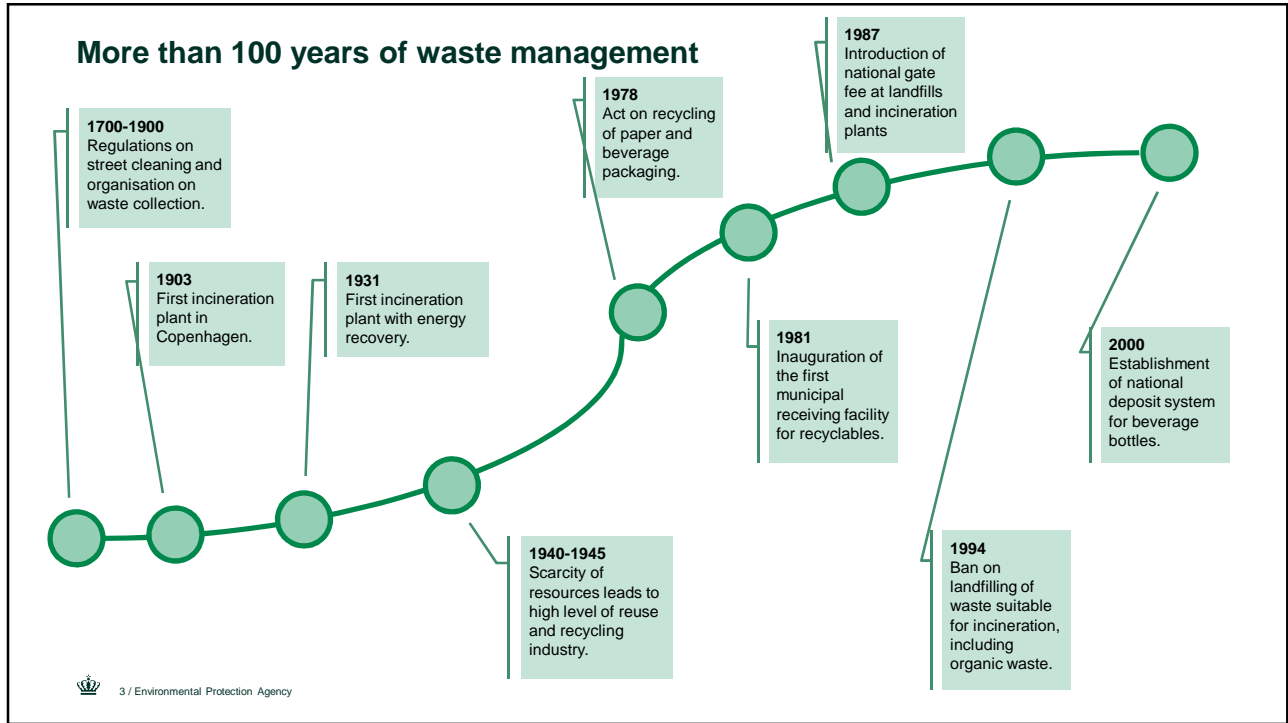 More than 100 years of waste management
1700-1900
Regulations on
street cleaning and
organisation on
waste collection.
1903
First incineration
plant in
Copenhagen.
1931
First incineration
plant with energy
recovery.
1940-1945
Scarcity of
resources leads to
high level of reuse
and recycling
industry.
1978
Act on recycling
of paper and
beverage
packaging.
1981
Inauguration of
the first
municipal
receiving facility
for recyclables.
1987
Introduction of
national gate
fee at landfills
and incineration
plants
1994
Ban on
landfilling of
waste suitable
for incineration,
including
organic waste.
2000
Establishment
of national
deposit system
for beverage
bottles.
3 / Environmental Protection Agency